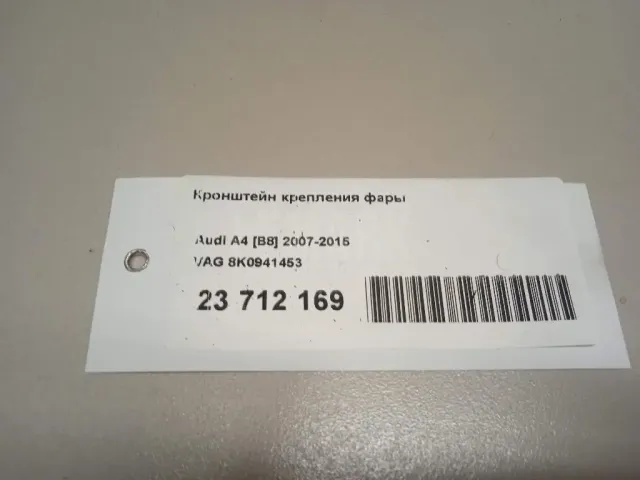 Кронштейн крепления фары
Audi A4 [B8] 2007-2015
VAG 8K0941453
23 712 169